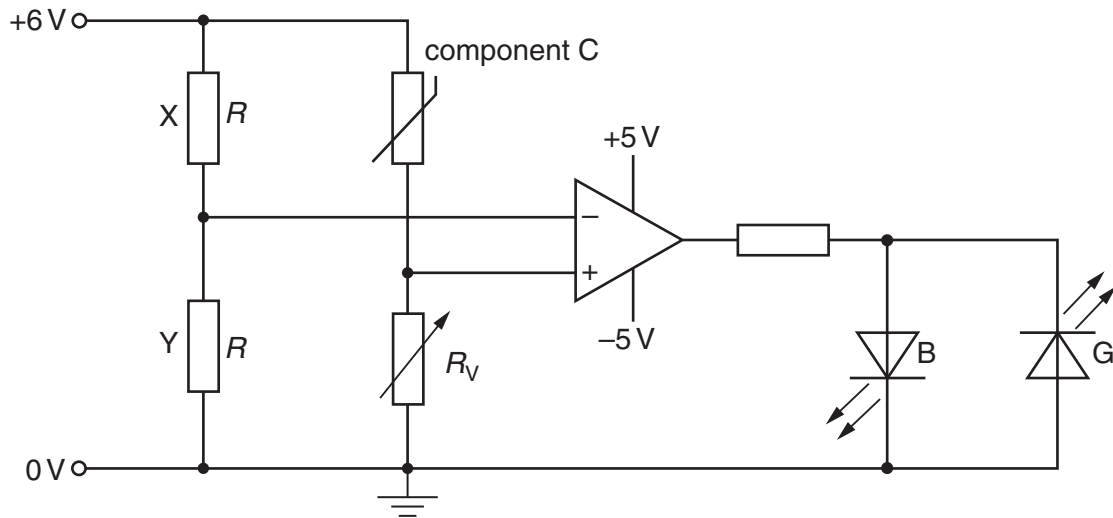 +6 V
component C
X R
+5 V
–
+
Y R
R_V
–5 V
B
G
0 V